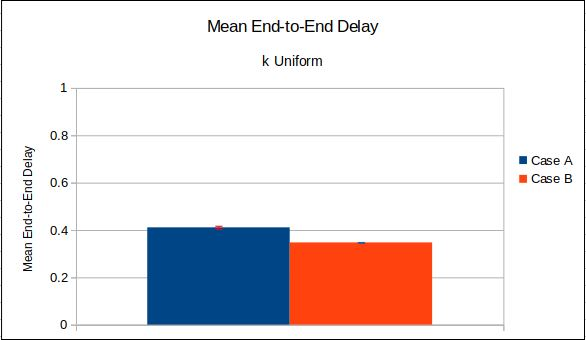 Mean End-to-End Delay
k Uniform
Mean End-to-End Delay
1
0.8
0.6
0.4
0.2
0
Case A
Case B